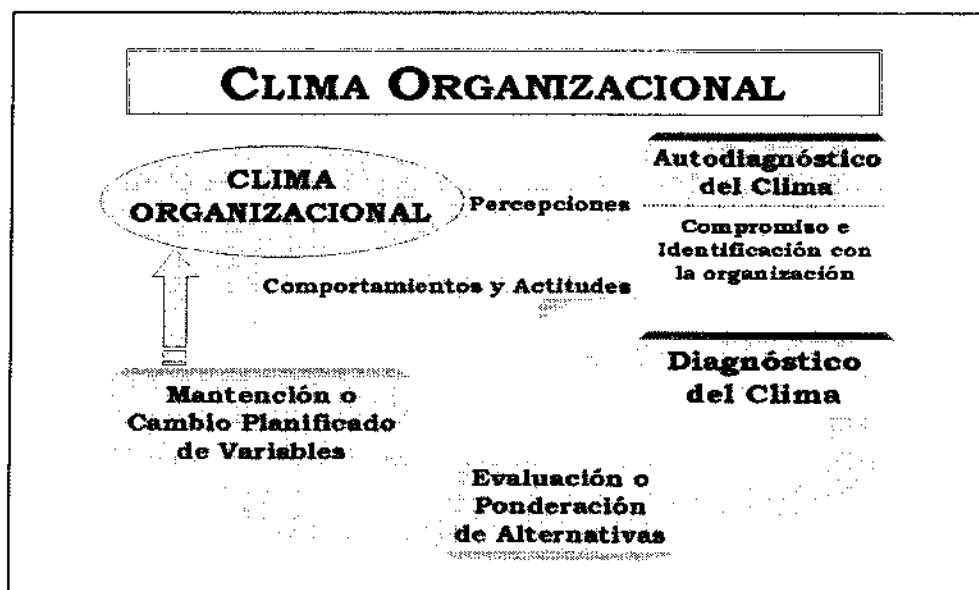 CLIMA ORGANIZACIONAL
CLIMA
ORGANIZACIONAL
Percepciones
Autodiagnóstico
del Clima
Compromiso e
Identificación con
la organización
Comportamientos y Actitudes
Diagnóstico
del Clima
Mantención o
Cambio Planificado
de Variables
Evaluación o
Ponderación
de Alternativas